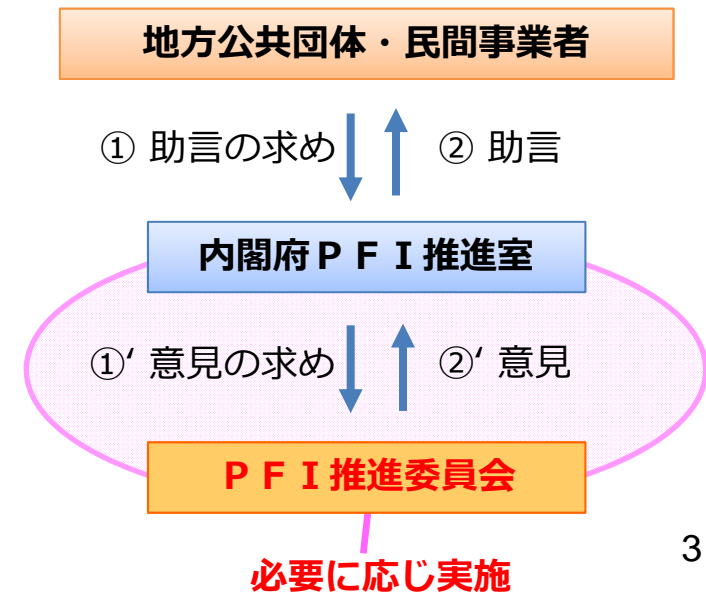 地方公共団体・民間事業者
① 助言の求め ② 助言
内閣府ＰＦＩ推進室
①‘ 意見の求め ②‘ 意見
ＰＦＩ推進委員会
必要に応じ実施
3